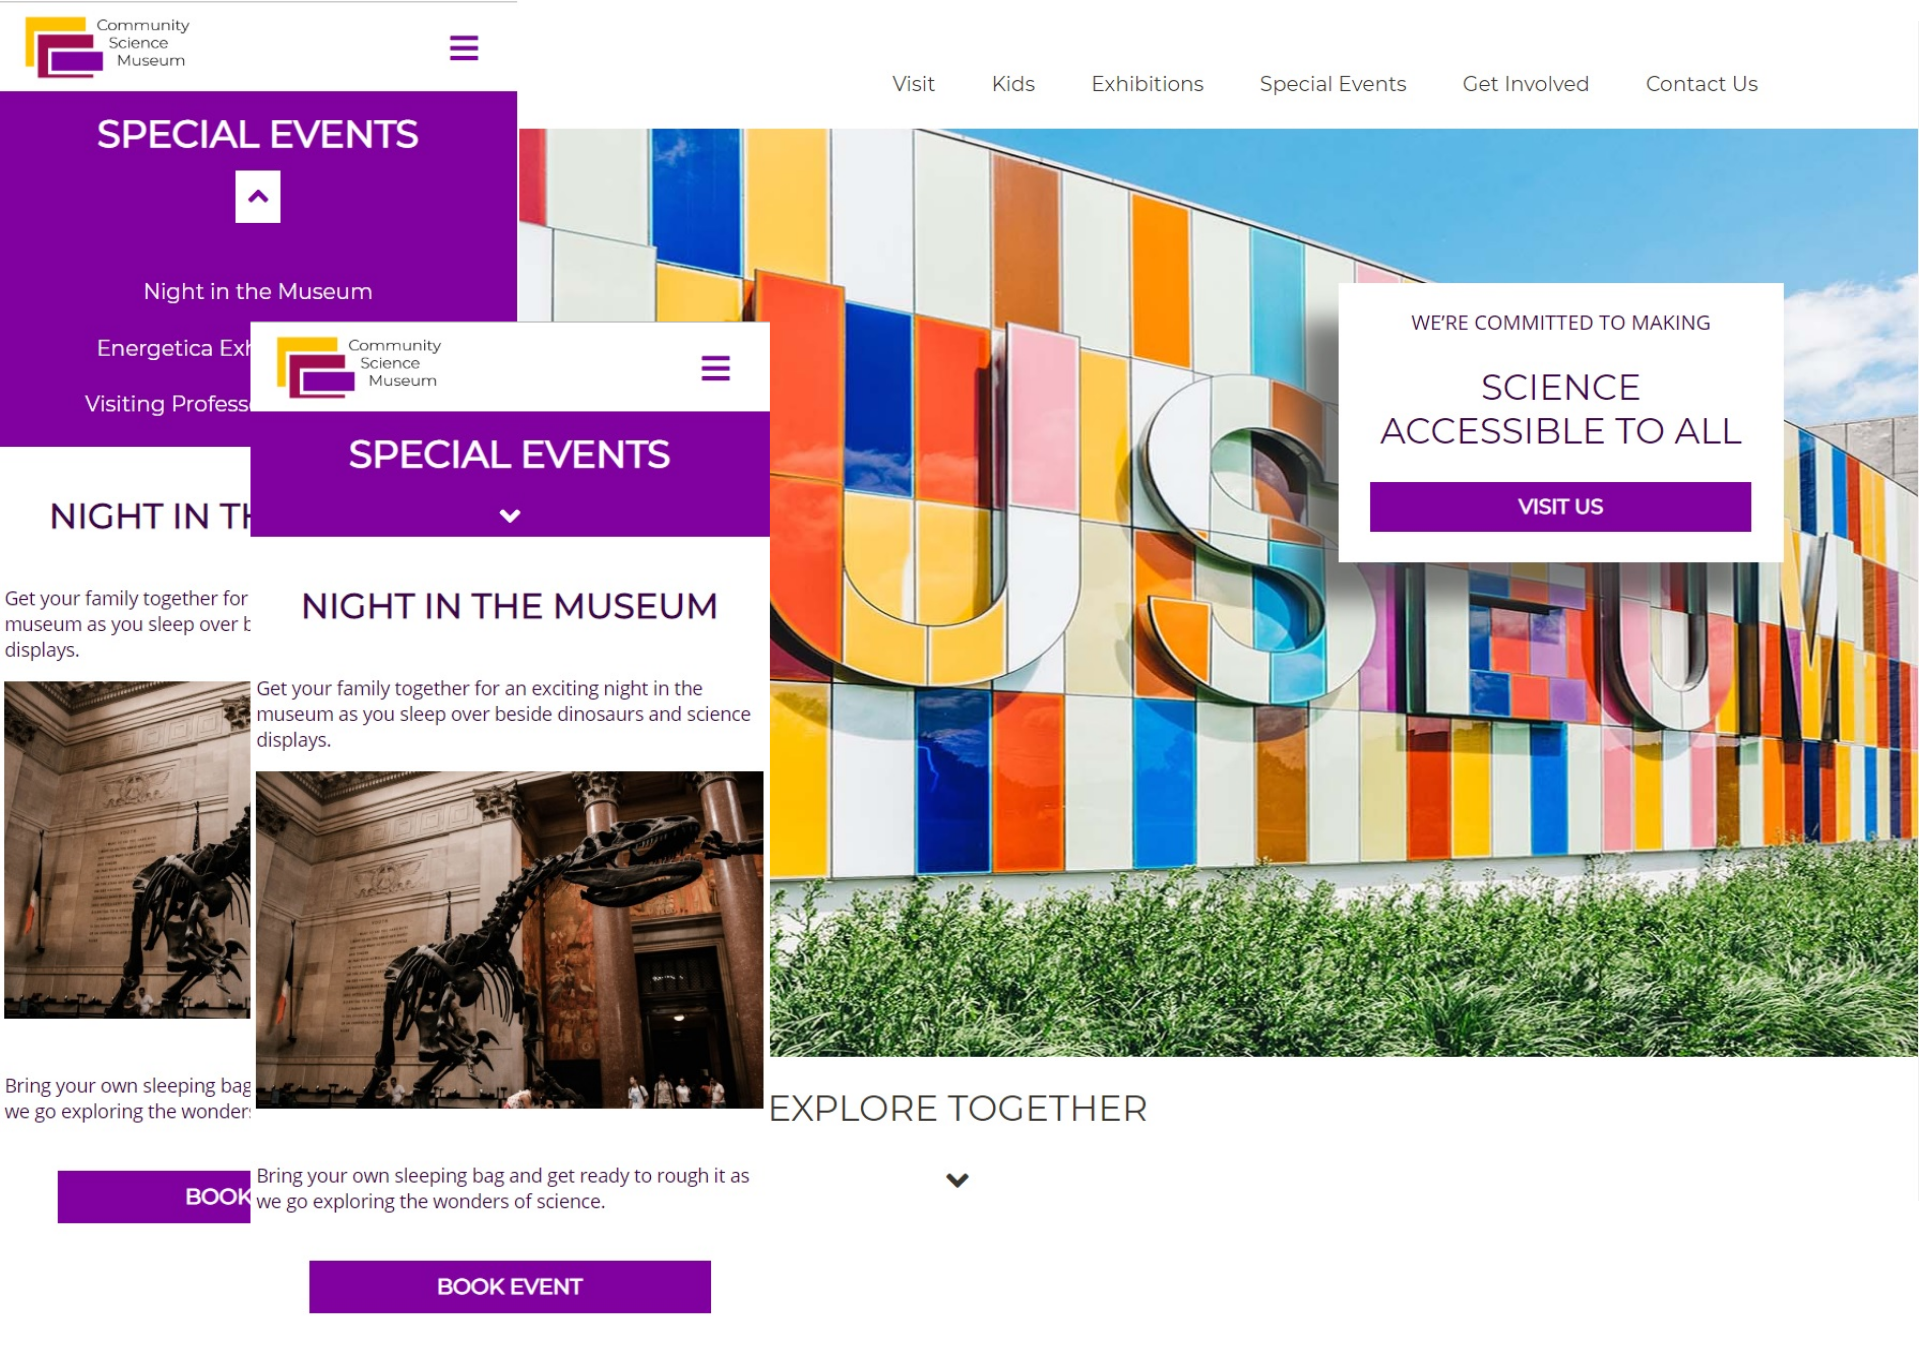 Community
Science
Museum
SPECIAL EVENTS
Night in the Museum
Energetica Exh
Visiting Profess
NIGHT IN TH
Get your family together for
museum as you sleep over b
displays.
Bring your own sleeping bag
we go exploring the wonders
BOOK
Community
Science
Museum
SPECIAL EVENTS
NIGHT IN THE MUSEUM
Get your family together for an exciting night in the
museum as you sleep over beside dinosaurs and science
displays.
Bring your own sleeping bag and get ready to rough it as
we go exploring the wonders of science.
BOOK EVENT
Visit Kids Exhibitions Special Events Get Involved Contact Us
USEUM
WE'RE COMMITTED TO MAKING
SCIENCE
ACCESSIBLE TO ALL
VISIT US
EXPLORE TOGETHER